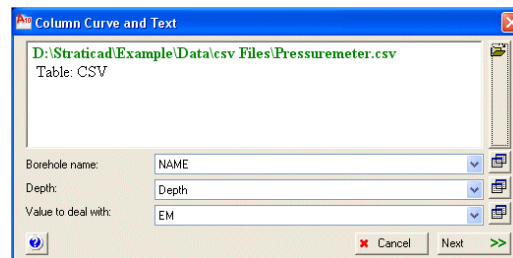 Column Curve and Text
D:\Straticad\Example\Data\csv Files\Pressuremeter.csv
Table: CSV
Borehole name: NAME
Depth: Depth
Value to deal with: EM
Cancel Next >>